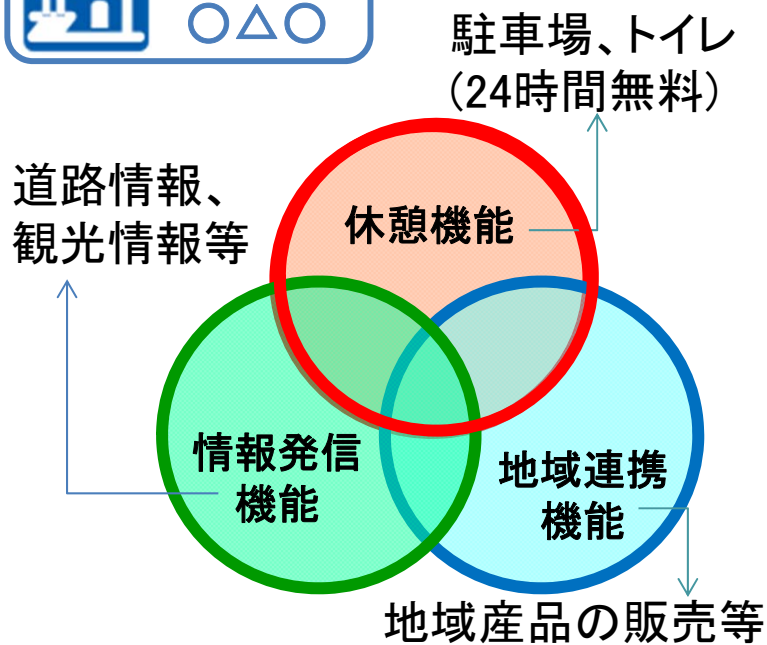 ○△○
駐車場、トイレ
(24時間無料)
道路情報、
観光情報等
休憩機能
情報発信
機能
地域連携
機能
地域産品の販売等